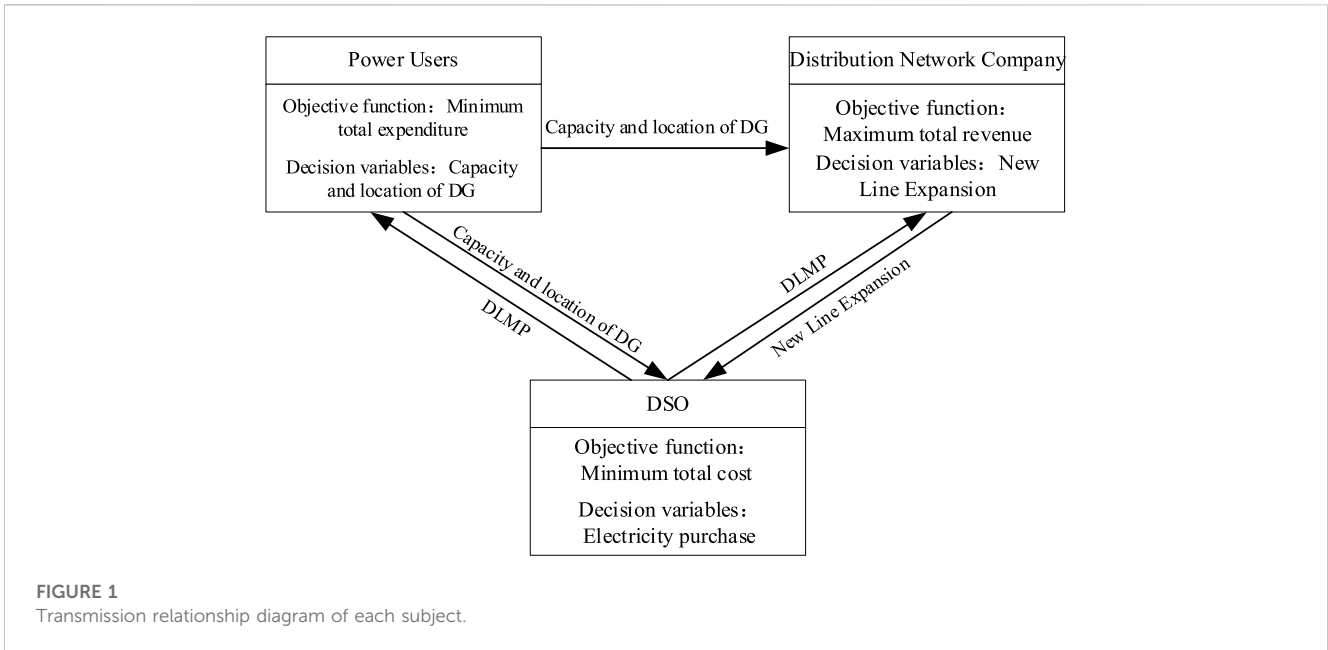 Power Users
Objective function：Minimum
total expenditure
Decision variables：Capacity
and location of DG
Capacity and location of DG
Distribution Network Company
Objective function：
Maximum total revenue
Decision variables：New
Line Expansion
Capacity and location of DG
DLMP
DLMP
New Line Expansion
DSO
Objective function：
Minimum total cost
Decision variables：
Electricity purchase
FIGURE 1
Transmission relationship diagram of each subject.